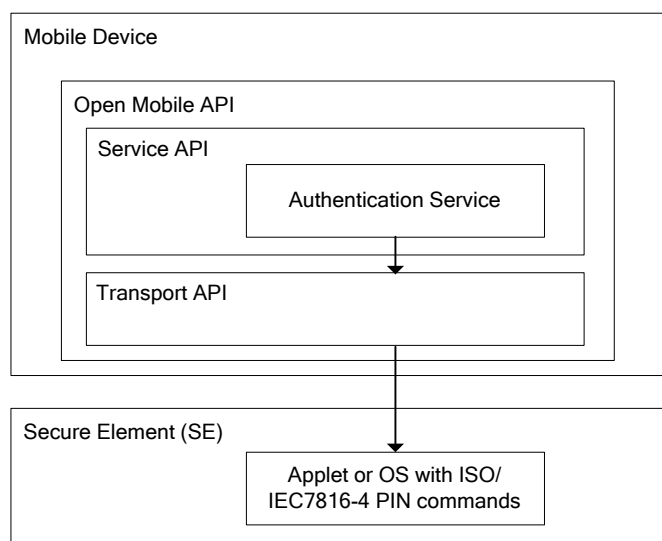 Mobile Device
Open Mobile API
Service API
Authentication Service
Transport API
Secure Element (SE)
Applet or OS with ISO/
IEC7816-4 PIN commands